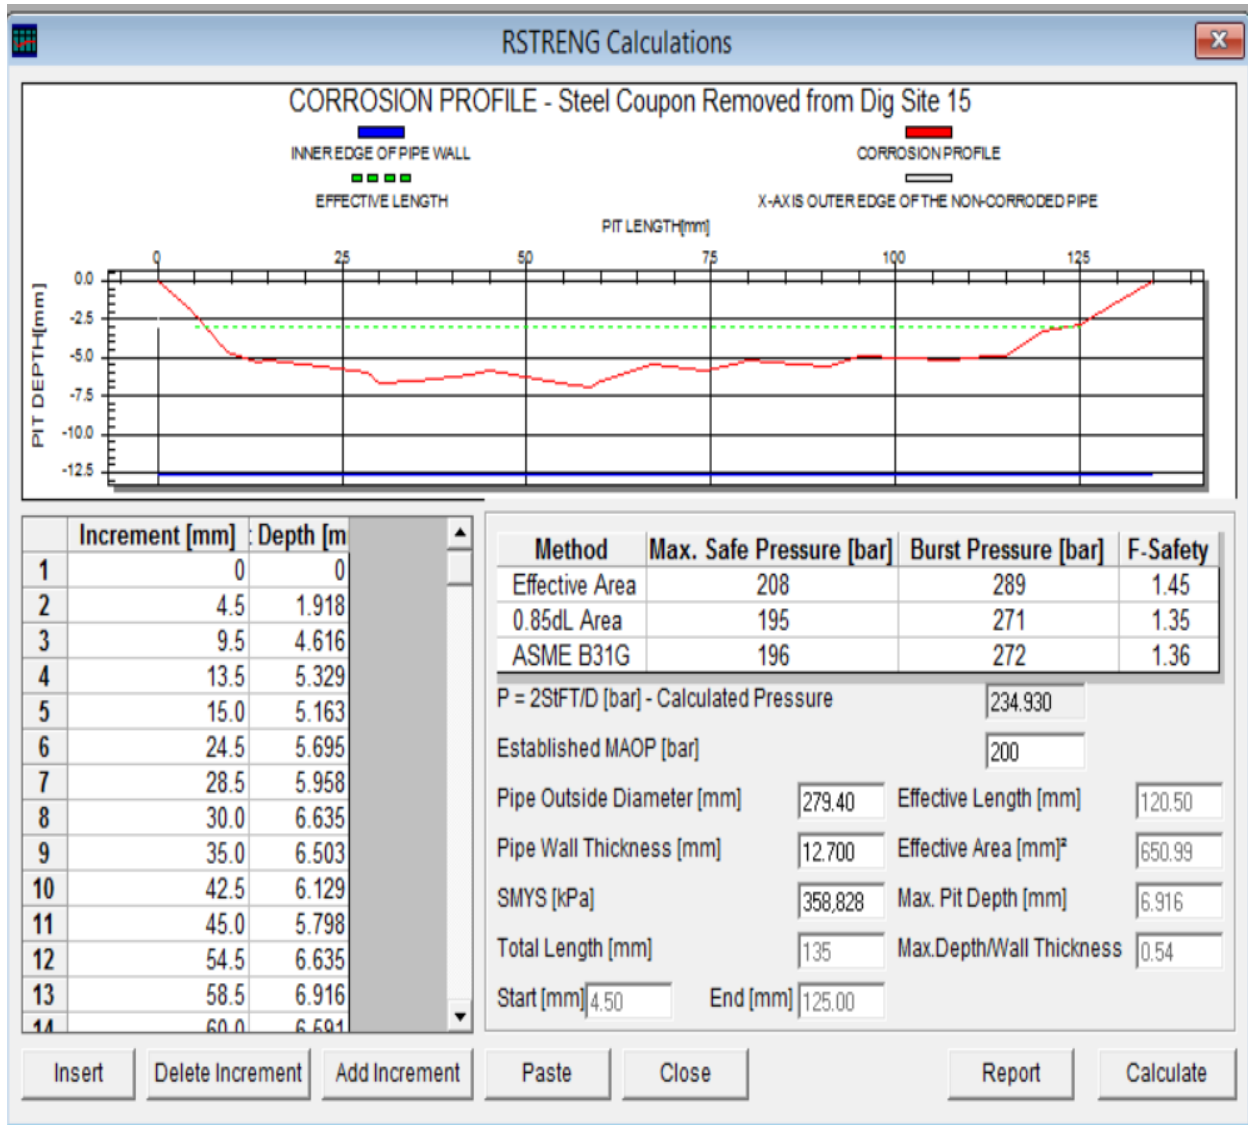 RSTRENG Calculations
CORROSION PROFILE - Steel Coupon Removed from Dig Site 15
INNER EDGE OF PIPE WALL CORROSION PROFILE
EFFECTIVE LENGTH X-AXIS OUTER EDGE OF THE NON-CORRODED PIPE
PIT LENGTH[mm]
0 25 50 75 100 125
PIT DEPTH[mm]
0.0
-2.5
-5.0
-7.5
-10.0
-12.5
Increment [mm] : Depth [m
1 0 0
2 4.5 1.918
3 9.5 4.616
4 13.5 5.329
5 15.0 5.163
6 24.5 5.695
7 28.5 5.958
8 30.0 6.635
9 35.0 6.503
10 42.5 6.129
11 45.0 5.798
12 54.5 6.635
13 58.5 6.916
14 60.0 6.591
Method Max. Safe Pressure [bar] Burst Pressure [bar] F-Safety
Effective Area 208 289 1.45
0.85dL Area 195 271 1.35
ASME B31G 196 272 1.36
P = 2StFT/D [bar] - Calculated Pressure 234.930
Established MAOP [bar] 200
Pipe Outside Diameter [mm] 279.40 Effective Length [mm] 120.50
Pipe Wall Thickness [mm] 12.700 Effective Area [mm]² 650.99
SMYS [kPa] 358,828 Max. Pit Depth [mm] 6.916
Total Length [mm] 135 Max.Depth/Wall Thickness 0.54
Start [mm] 4.50 End [mm] 125.00
Insert Delete Increment Add Increment Paste Close Report Calculate